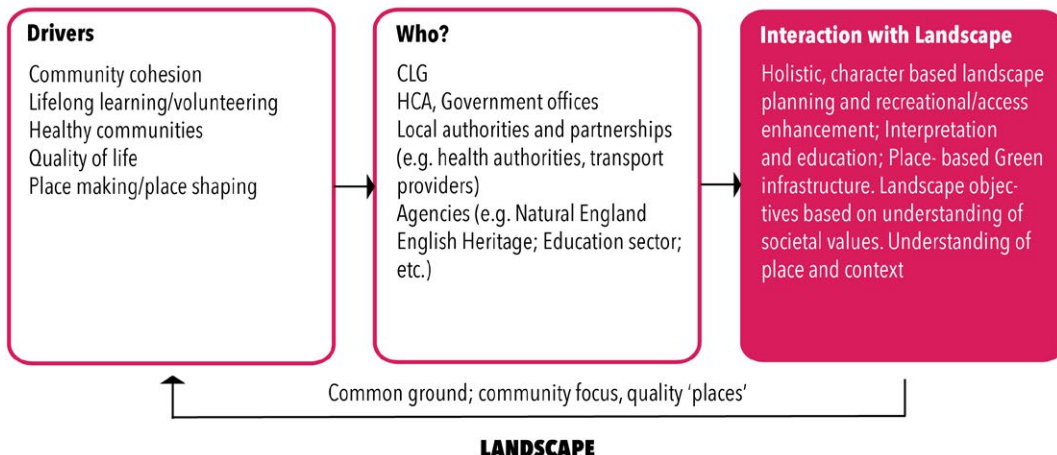 Drivers
Community cohesion
Lifelong learning/volunteering
Healthy communities
Quality of life
Place making/place shaping
Who?
CLG
HCA, Government offices
Local authorities and partnerships
(e.g. health authorities, transport
providers)
Agencies (e.g. Natural England
English Heritage; Education sector;
etc.)
Interaction with Landscape
Holistic, character based landscape
planning and recreational/access
enhancement; Interpretation
and education; Place- based Green
infrastructure. Landscape objec-
tives based on understanding of
societal values. Understanding of
place and context
Common ground; community focus, quality ‘places’
LANDSCAPE